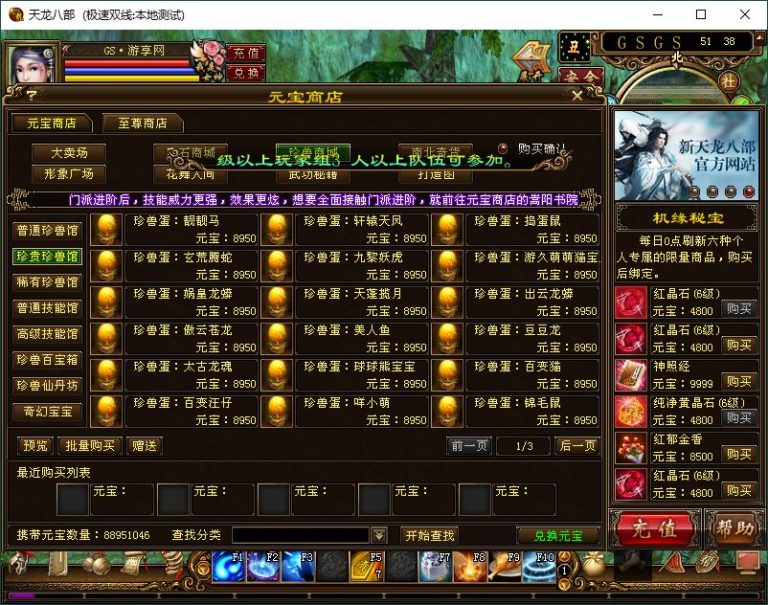 天龙八部 (极速双线:本地测试)
GS·游享网
充值
兑换
丑
GSGS 51 38
北
安全
社
? 元宝商店
元宝商店 至尊商店
大卖场 珍兽商城 南北奇货 购买确认
级以上玩家组3人以上队伍可参加。
形象广场 花舞人间 武功秘籍 打造图
门派进阶后，技能威力更强，效果更炫，想要全面接触门派进阶，就前往元宝商店的嵩阳书院
普通珍兽馆
珍贵珍兽馆
稀有珍兽馆
普通技能馆
高级技能馆
珍兽百宝箱
珍兽仙丹坊
奇幻宝宝
珍兽蛋：靓靓马 珍兽蛋：轩辕天凤 珍兽蛋：捣蛋鼠
元宝：8950 元宝：8950 元宝：8950
珍兽蛋：玄荒腾蛇 珍兽蛋：九黎妖虎 珍兽蛋：游久萌萌猫宝
元宝：8950 元宝：8950 元宝：8950
珍兽蛋：娲皇龙蟒 珍兽蛋：天蓬揽月 珍兽蛋：出云龙蟒
元宝：8950 元宝：8950 元宝：8950
珍兽蛋：傲云苍龙 珍兽蛋：美人鱼 珍兽蛋：豆豆龙
元宝：8950 元宝：8950 元宝：8950
珍兽蛋：太古龙魂 珍兽蛋：球球熊宝宝 珍兽蛋：百变猫
元宝：8950 元宝：8950 元宝：8950
珍兽蛋：百变汪仔 珍兽蛋：咩小萌 珍兽蛋：锦毛鼠
元宝：8950 元宝：8950 元宝：8950
预览 批量购买 赠送 前一页 1/3 后一页
最近购买列表
元宝： 元宝： 元宝： 元宝： 元宝：
携带元宝数量：88951046 查找分类 开始查找 兑换元宝
新天龙八部
官方网站
机缘秘宝
每日0点刷新六种个
人专属的限量商品，购买
后绑定。
红晶石(6级)
元宝：4800 购买
红晶石(6级)
元宝：4800 购买
神照经
元宝：9999 购买
纯净黄晶石(6级)
元宝：4800 购买
红郁金香
元宝：8500 购买
红晶石(6级)
元宝：4800 购买
充值 帮助
F1 F2 F3 F5 7 F7 F8 F9 F10 1